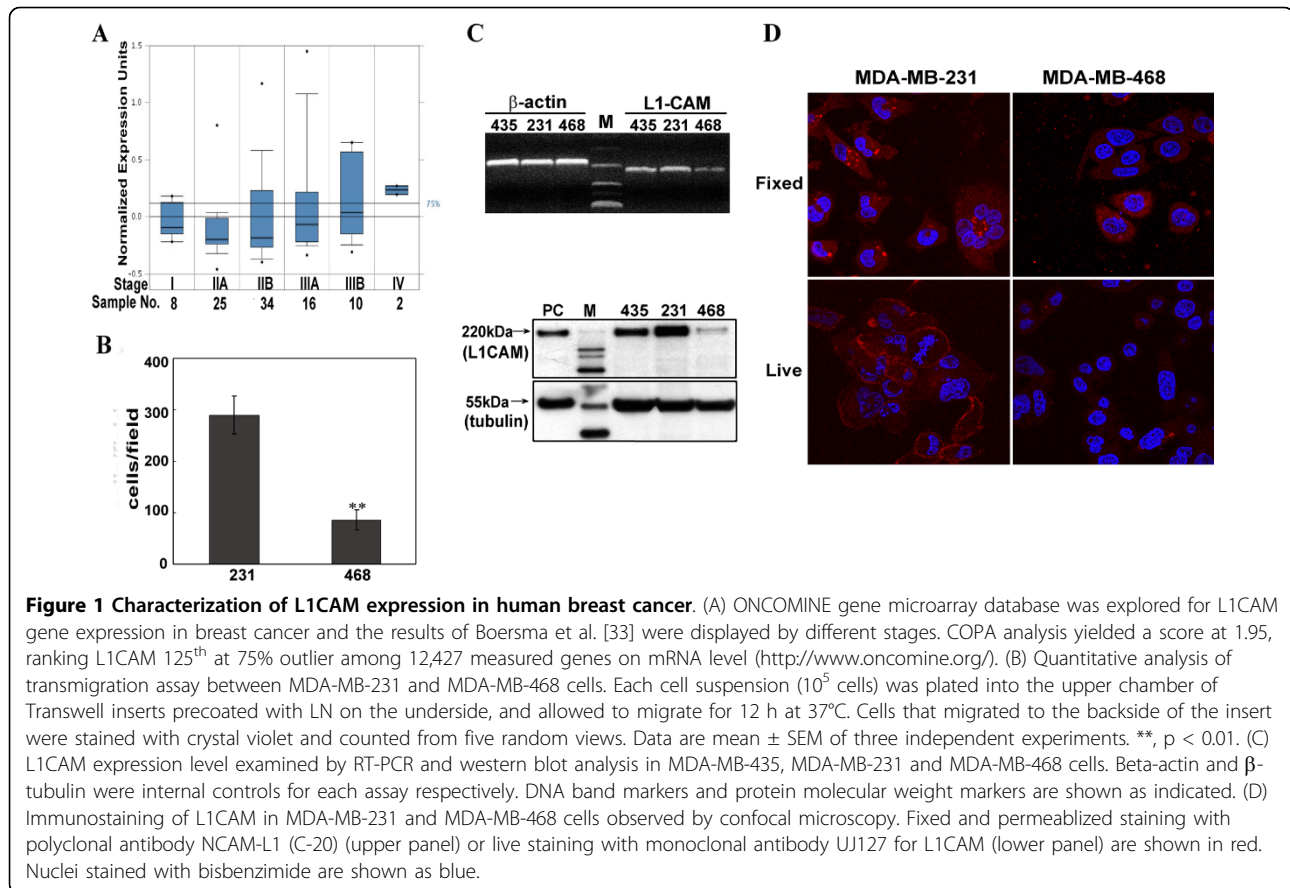 A
Normalized Expression Units
1.5
1.0
0.5
0.0
-0.5
75%
Stage I IIA IIB IIIA IIIB IV
Sample No. 8 25 34 16 10 2
B
cells/field
400
300
200
100
0
**
231 468
C
β-actin M L1-CAM
435 231 468 435 231 468
PC M 435 231 468
220kDa
(L1CAM)
55kDa
(tubulin)
D
MDA-MB-231 MDA-MB-468
Fixed
Live
Figure 1 Characterization of L1CAM expression in human breast cancer. (A) ONCOMINE gene microarray database was explored for L1CAM
gene expression in breast cancer and the results of Boersma et al. [33] were displayed by different stages. COPA analysis yielded a score at 1.95,
ranking L1CAM 125th at 75% outlier among 12,427 measured genes on mRNA level (http://www.oncomine.org/). (B) Quantitative analysis of
transmigration assay between MDA-MB-231 and MDA-MB-468 cells. Each cell suspension (10⁵ cells) was plated into the upper chamber of
Transwell inserts precoated with LN on the underside, and allowed to migrate for 12 h at 37°C. Cells that migrated to the backside of the insert
were stained with crystal violet and counted from five random views. Data are mean ± SEM of three independent experiments. **, p < 0.01. (C)
L1CAM expression level examined by RT-PCR and western blot analysis in MDA-MB-435, MDA-MB-231 and MDA-MB-468 cells. Beta-actin and β-
tubulin were internal controls for each assay respectively. DNA band markers and protein molecular weight markers are shown as indicated. (D)
Immunostaining of L1CAM in MDA-MB-231 and MDA-MB-468 cells observed by confocal microscopy. Fixed and permeablized staining with
polyclonal antibody NCAM-L1 (C-20) (upper panel) or live staining with monoclonal antibody UJ127 for L1CAM (lower panel) are shown in red.
Nuclei stained with bisbenzimide are shown as blue.